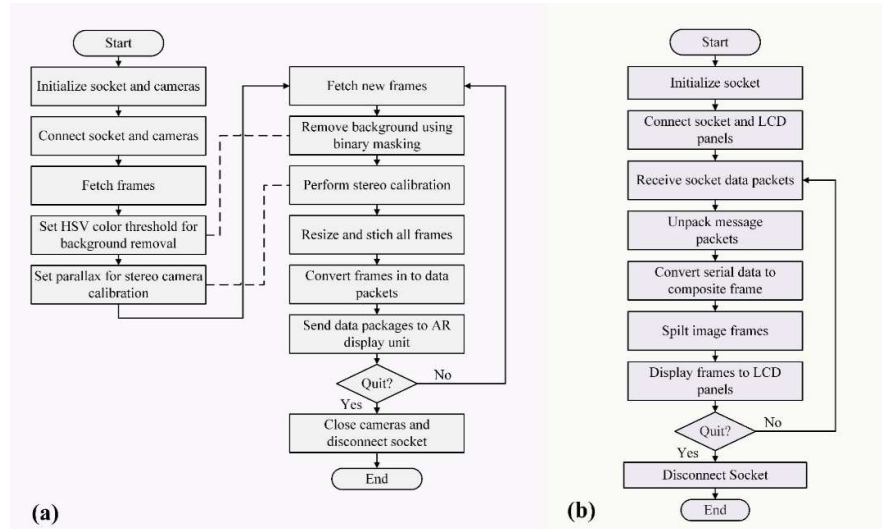 Start
Initialize socket and cameras
Connect socket and cameras
Fetch frames
Set HSV color threshold for
background removal
Set parallax for stereo camera
calibration
Fetch new frames
Remove background using
binary masking
Perform stereo calibration
Resize and stich all frames
Convert frames in to data
packets
Send data packages to AR
display unit
Quit?
No
Yes
Close cameras and
disconnect socket
End
(a)
Start
Initialize socket
Connect socket and LCD
panels
Receive socket data packets
Unpack message
packets
Convert serial data to
composite frame
Spilt image frames
Display frames to LCD
panels
Quit?
No
Yes
Disconnect Socket
End
(b)